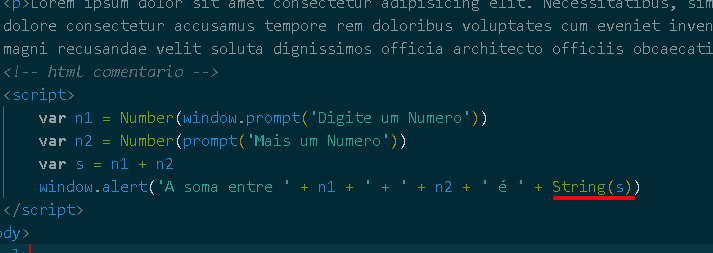 <p>Lorem ipsum dolor sit amet consectetur adipisicing elit. Necessitatibus, sim
dolore consectetur accusamus tempore rem doloribus voluptates cum eveniet inven
magni recusandae velit soluta dignissimos officia architecto officiis obcaecati
<!-- html comentario -->
<script>
var n1 = Number(window.prompt('Digite um Numero'))
var n2 = Number(prompt('Mais um Numero'))
var s = n1 + n2
window.alert('A soma entre ' + n1 + ' + ' + n2 + ' é ' + String(s))
</script>
ody>